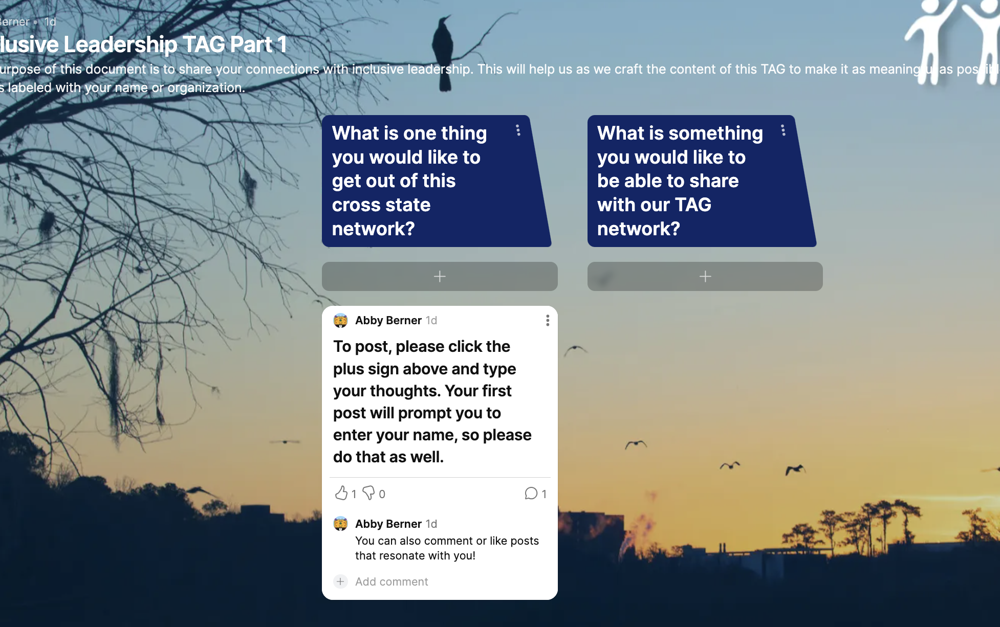 Berner • 1d
lusive Leadership TAG Part 1
urpose of this document is to share your connections with inclusive leadership. This will help us as we craft the content of this TAG to make it as meaningful as possibl
s labeled with your name or organization.
What is one thing
you would like to
get out of this
cross state
network?
What is something
you would like to
be able to share
with our TAG
network?
Abby Berner 1d
To post, please click the
plus sign above and type
your thoughts. Your first
post will prompt you to
enter your name, so please
do that as well.
1 0 1
Abby Berner 1d
You can also comment or like posts
that resonate with you!
Add comment